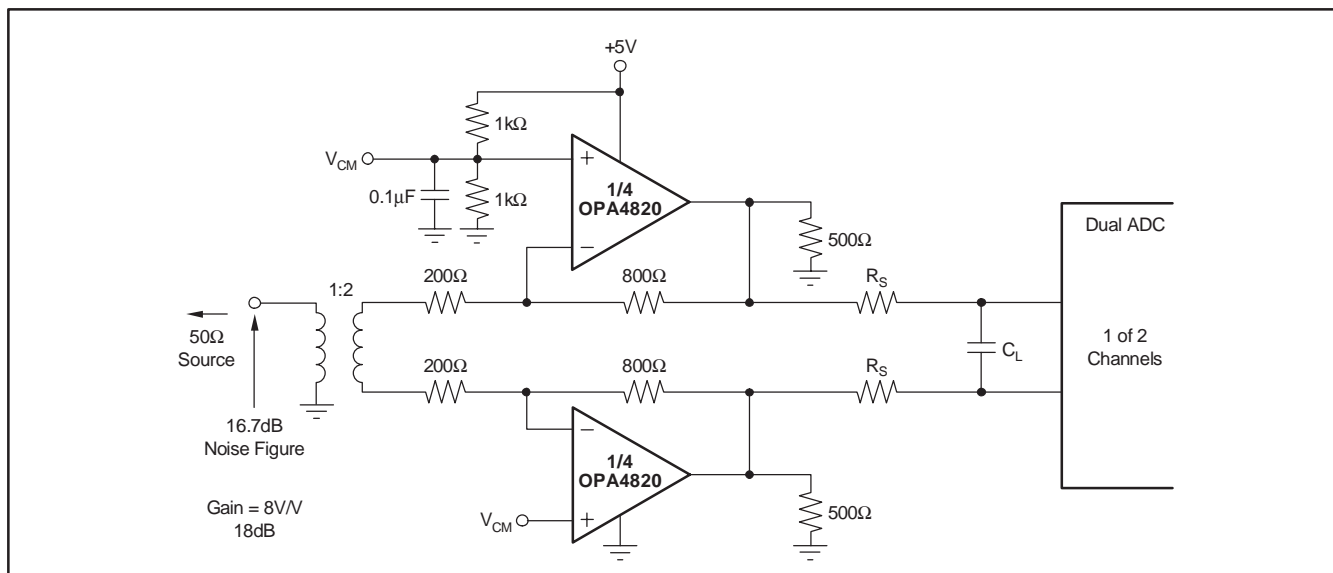 +5V
1kΩ
V_CM
0.1μF
1kΩ
1/4
OPA4820
500Ω
Dual ADC
1 of 2
Channels
200Ω
800Ω
R_S
1:2
50Ω
Source
C_L
200Ω
800Ω
R_S
16.7dB
Noise Figure
1/4
OPA4820
500Ω
Gain = 8V/V
18dB
V_CM